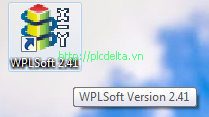 X
Y
http://plcdelta.vn
WPLSoft 2.41
WPLSoft Version 2.41